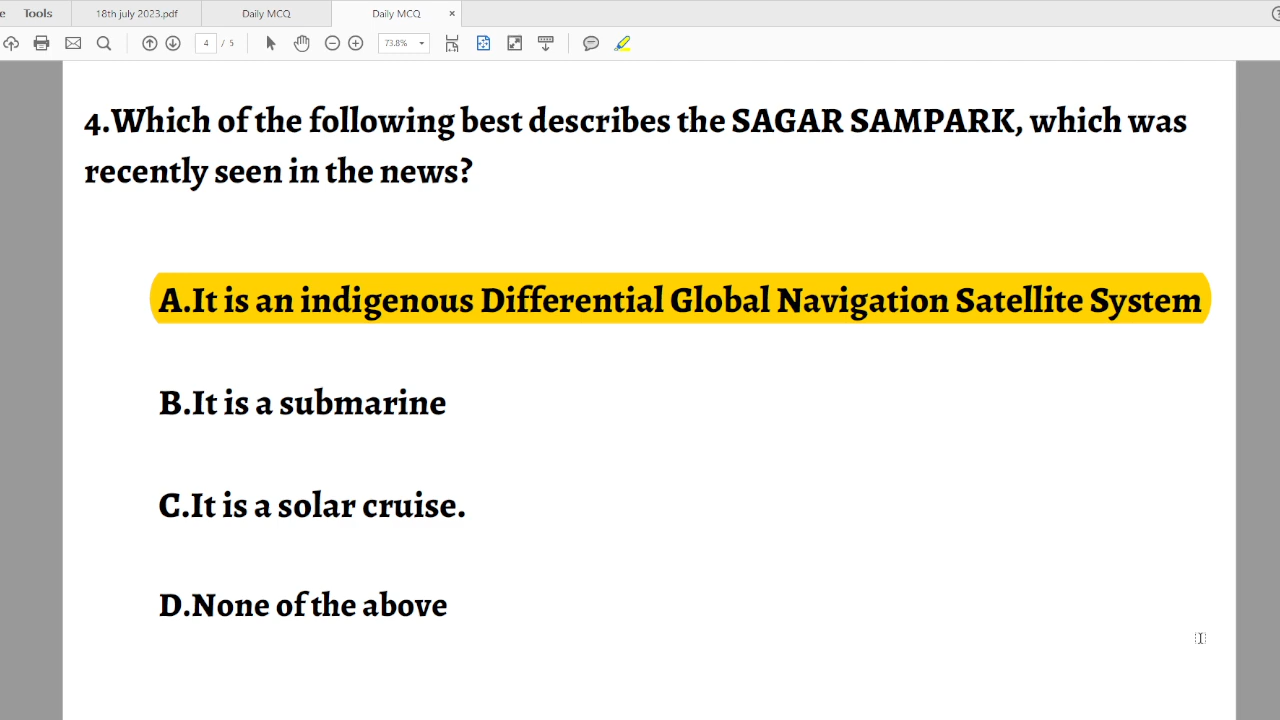 e Tools 18th july 2023.pdf Daily MCQ Daily MCQ ×
4 / 5 73.8%
4.Which of the following best describes the SAGAR SAMPARK, which was
recently seen in the news?
A.It is an indigenous Differential Global Navigation Satellite System
B.It is a submarine
C.It is a solar cruise.
D.None of the above